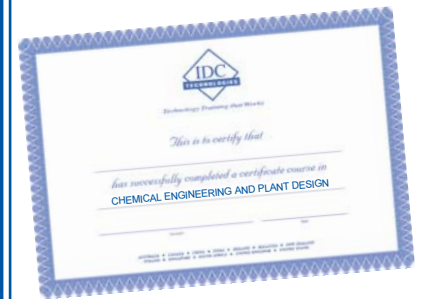 IDC
TECHNOLOGIES
Technology Training that Works
This is to certify that
has successfully completed a certificate course in
CHEMICAL ENGINEERING AND PLANT DESIGN